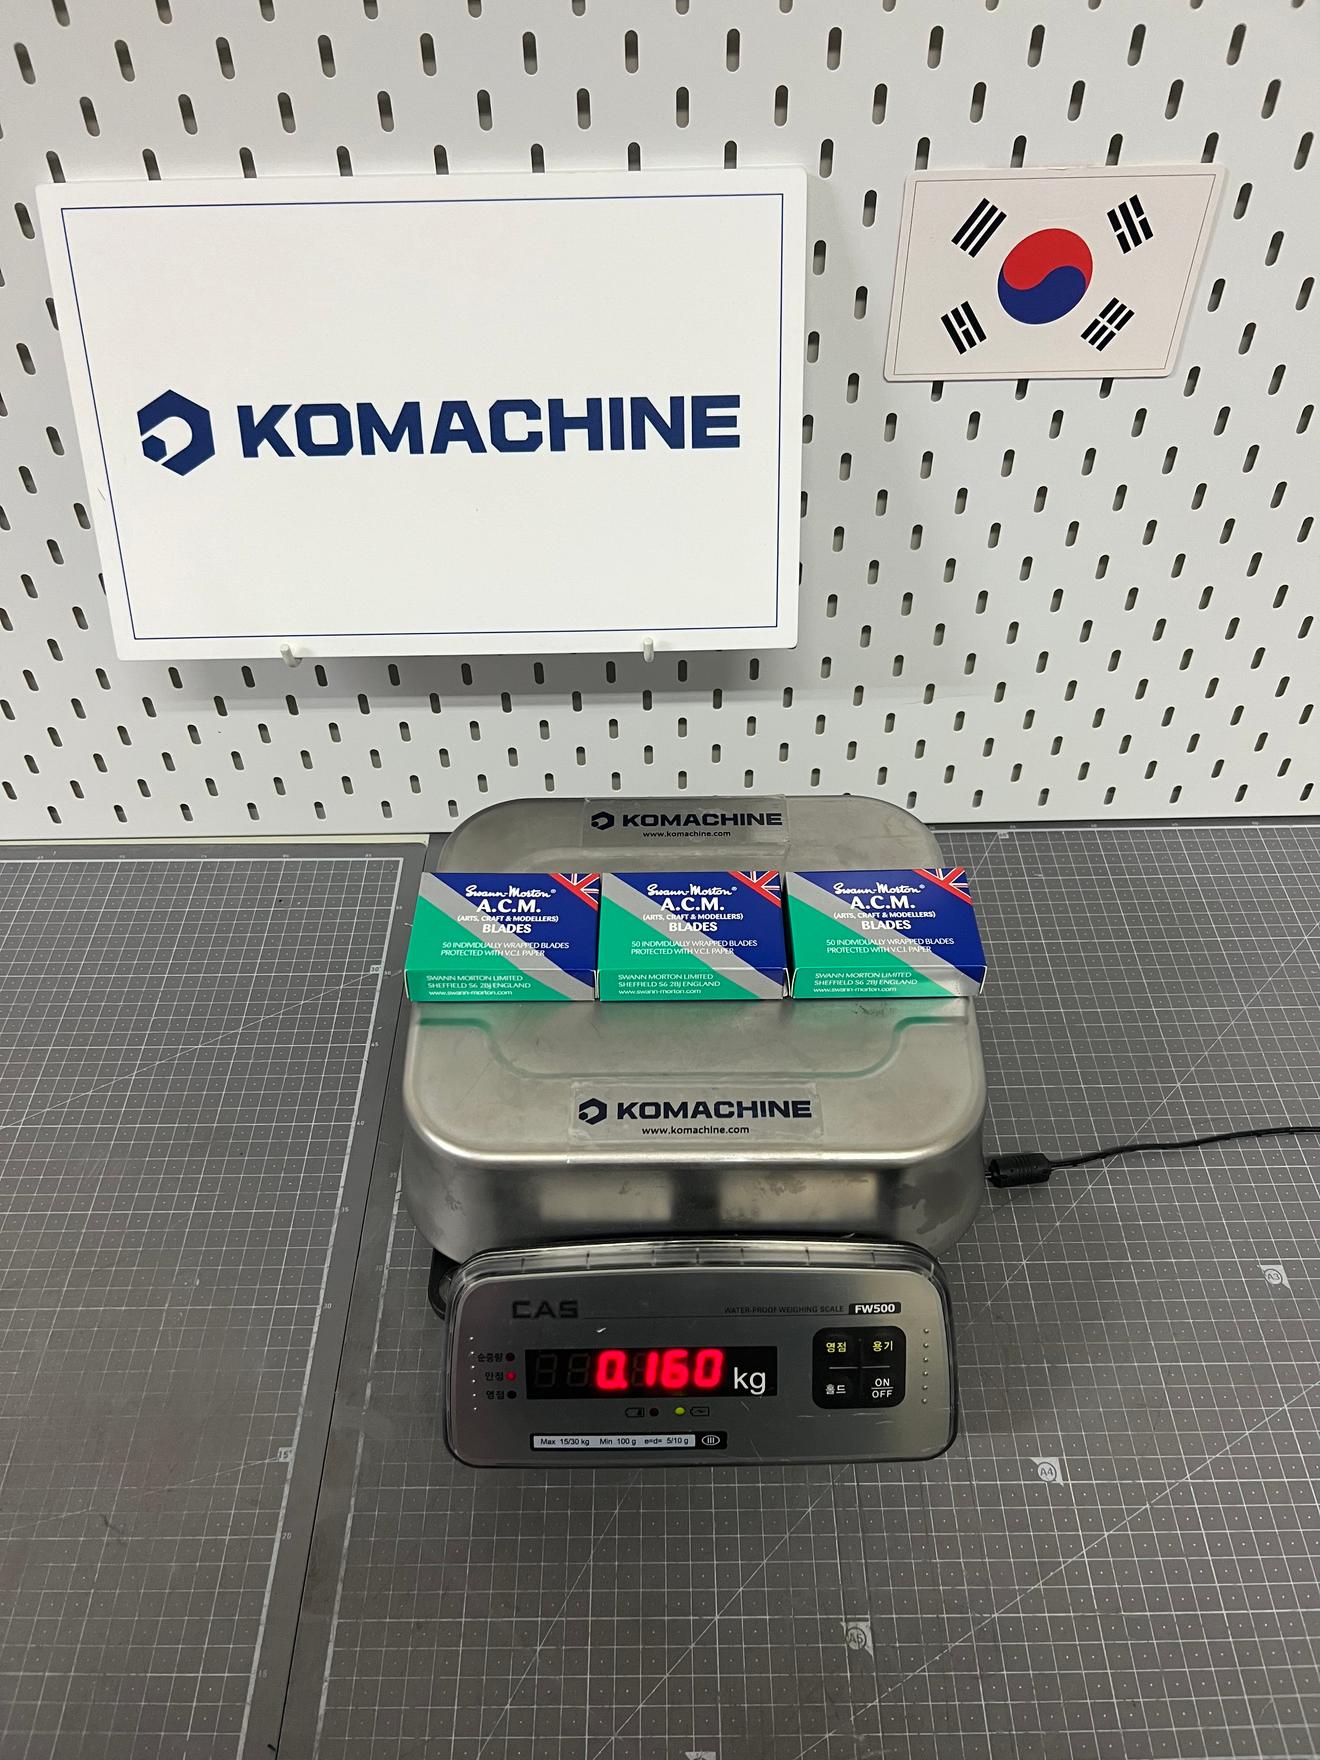 KOMACHINE
KOMACHINE
www.komachine.com
Swann-Morton®
A.C.M.
(ARTS, CRAFT & MODELLERS)
BLADES
50 INDIVIDUALLY WRAPPED BLADES
PROTECTED WITH V.C.I. PAPER
SWANN MORTON LIMITED
SHEFFIELD S6 2BJ ENGLAND
www.swann-morton.com
Swann-Morton®
A.C.M.
(ARTS, CRAFT & MODELLERS)
BLADES
50 INDIVIDUALLY WRAPPED BLADES
PROTECTED WITH V.C.I. PAPER
SWANN MORTON LIMITED
SHEFFIELD S6 2BJ ENGLAND
www.swann-morton.com
Swann-Morton®
A.C.M.
(ARTS, CRAFT & MODELLERS)
BLADES
50 INDIVIDUALLY WRAPPED BLADES
PROTECTED WITH V.C.I. PAPER
SWANN MORTON LIMITED
SHEFFIELD S6 2BJ ENGLAND
www.swann-morton.com
KOMACHINE
www.komachine.com
CAS
WATER-PROOF WEIGHING SCALE FW500
순중량
안정
영점
0.160 kg
영점 용기
홀드 ON OFF
Max 15/30 kg Min 100 g e=d= 5/10 g III
A3
A4
A5